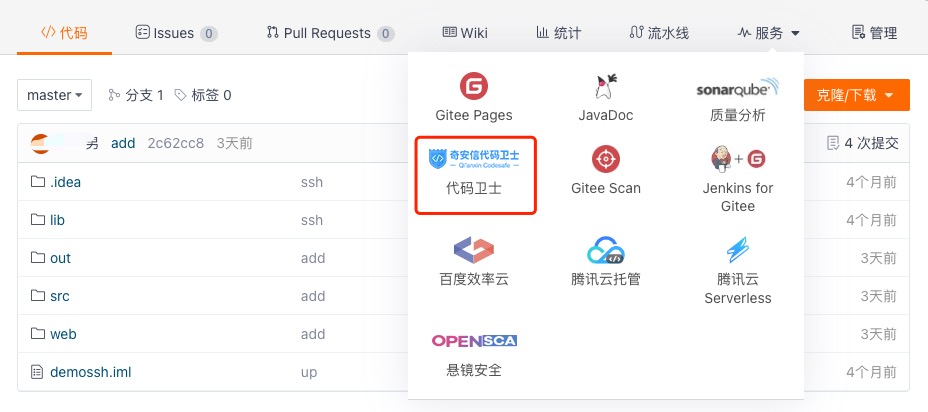 代码
Issues 0
Pull Requests 0
Wiki
统计
流水线
服务
管理
master
分支 1
标签 0
克隆/下载
add 2c62cc8 3天前
4 次提交
.idea ssh 4个月前
lib ssh 4个月前
out add 3天前
src add 3天前
web add 3天前
demossh.iml up 4个月前
Gitee Pages
JavaDoc
sonarqube
质量分析
奇安信代码卫士
Qianxin Codesafe
代码卫士
Gitee Scan
Jenkins for
Gitee
百度效率云
腾讯云托管
腾讯云
Serverless
OPENSCA
悬镜安全